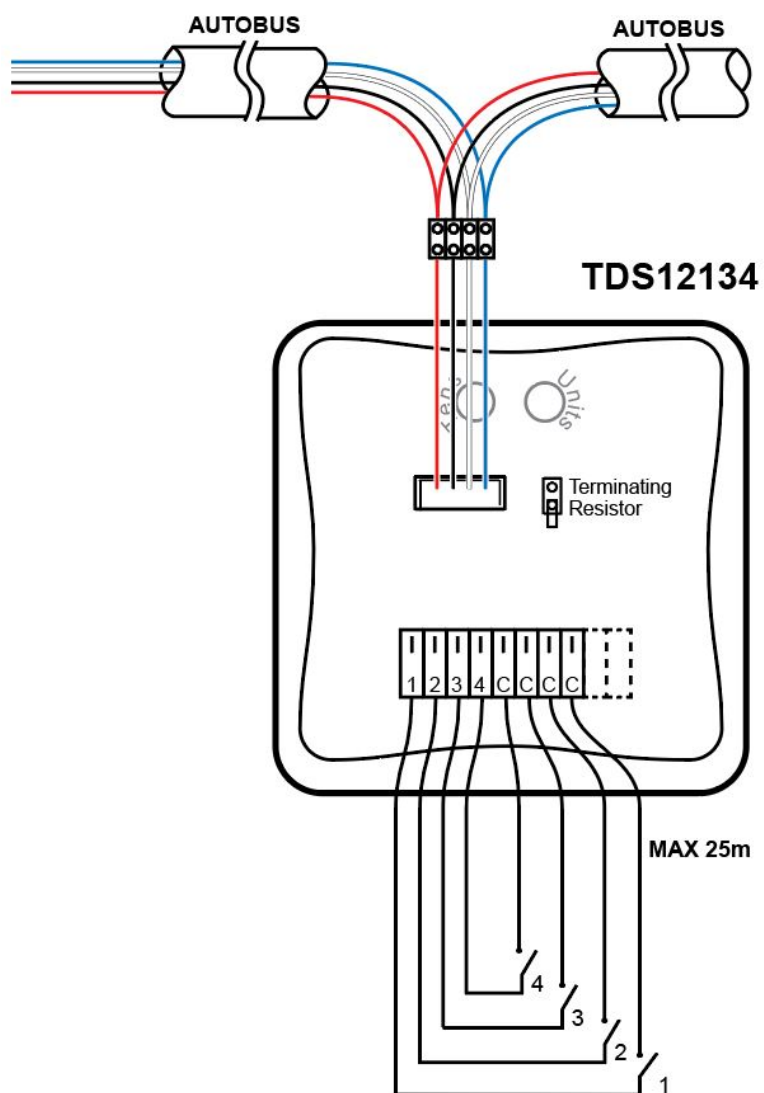 AUTOBUS
AUTOBUS
TDS12134
Units
Terminating
Resistor
1 2 3 4 C C C C
MAX 25m
4
3
2
1